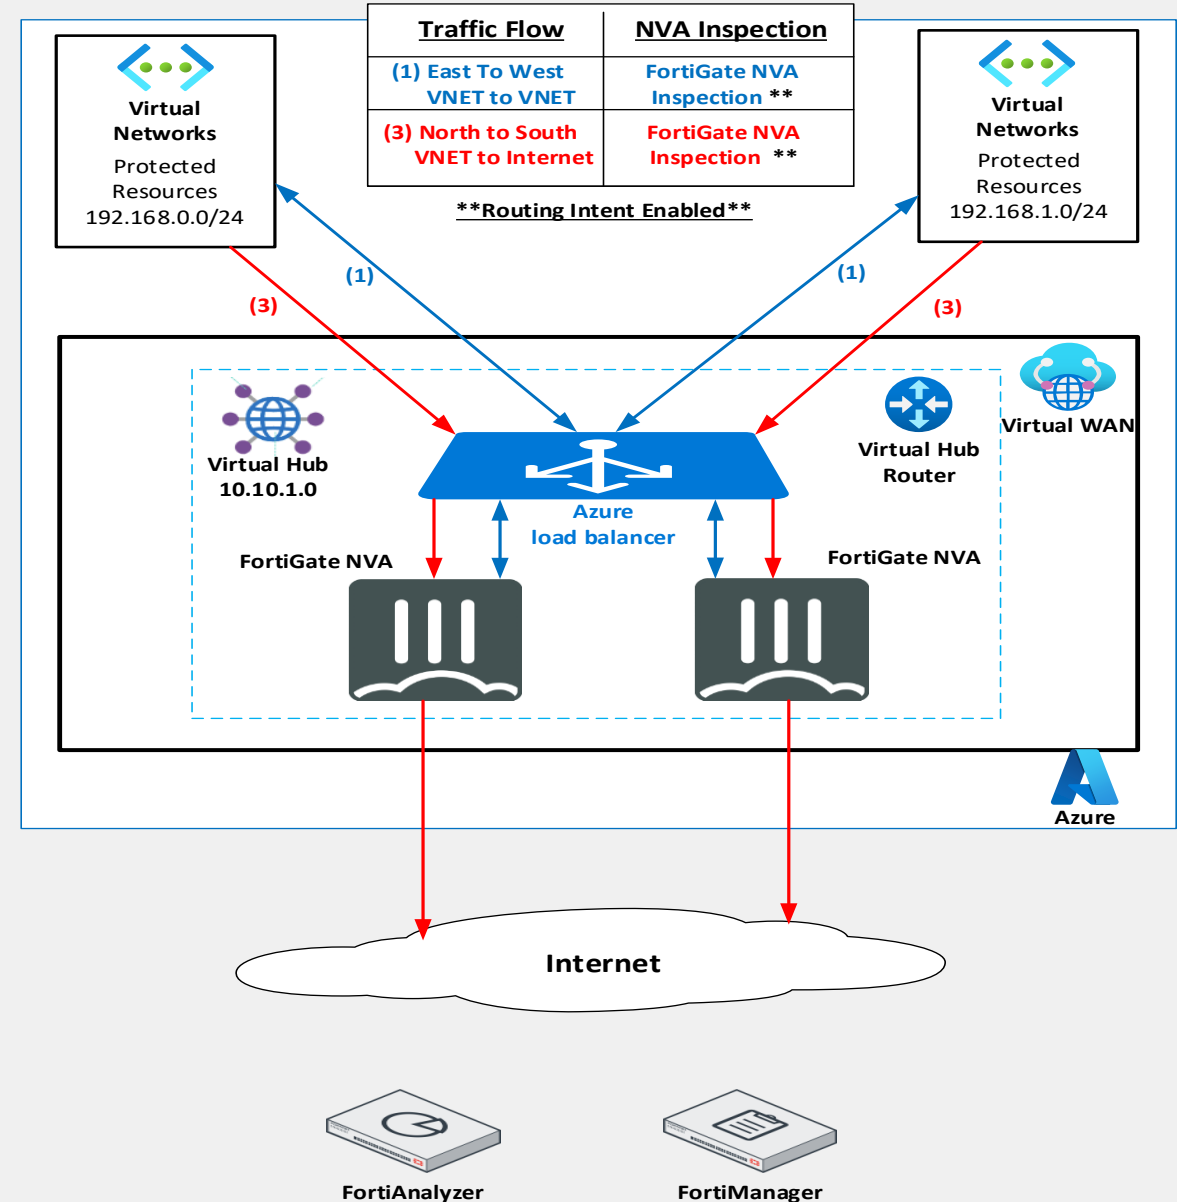 Traffic Flow
NVA Inspection
(1) East To West
VNET to VNET
FortiGate NVA
Inspection **
(3) North to South
VNET to Internet
FortiGate NVA
Inspection **
**Routing Intent Enabled**
Virtual
Networks
Protected
Resources
192.168.0.0/24
Virtual
Networks
Protected
Resources
192.168.1.0/24
(1)
(1)
(3)
(3)
Virtual WAN
Virtual Hub
10.10.1.0
Virtual Hub
Router
Azure
load balancer
FortiGate NVA
FortiGate NVA
Azure
Internet
FortiAnalyzer
FortiManager